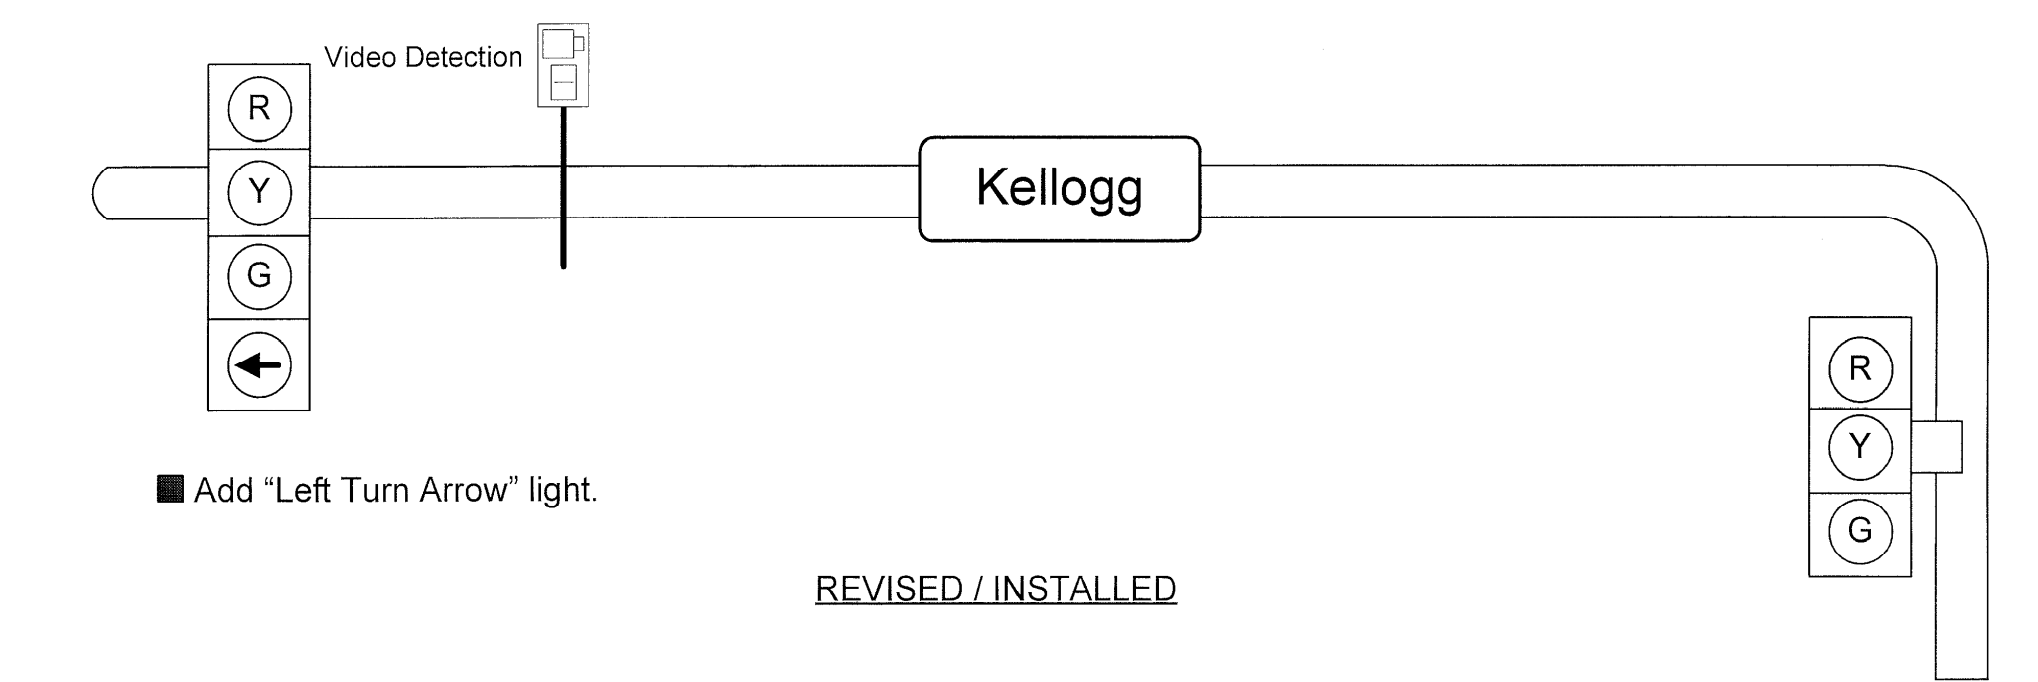 Video Detection
R
Y
G
Kellogg
R
Y
G
Add “Left Turn Arrow” light.
REVISED / INSTALLED